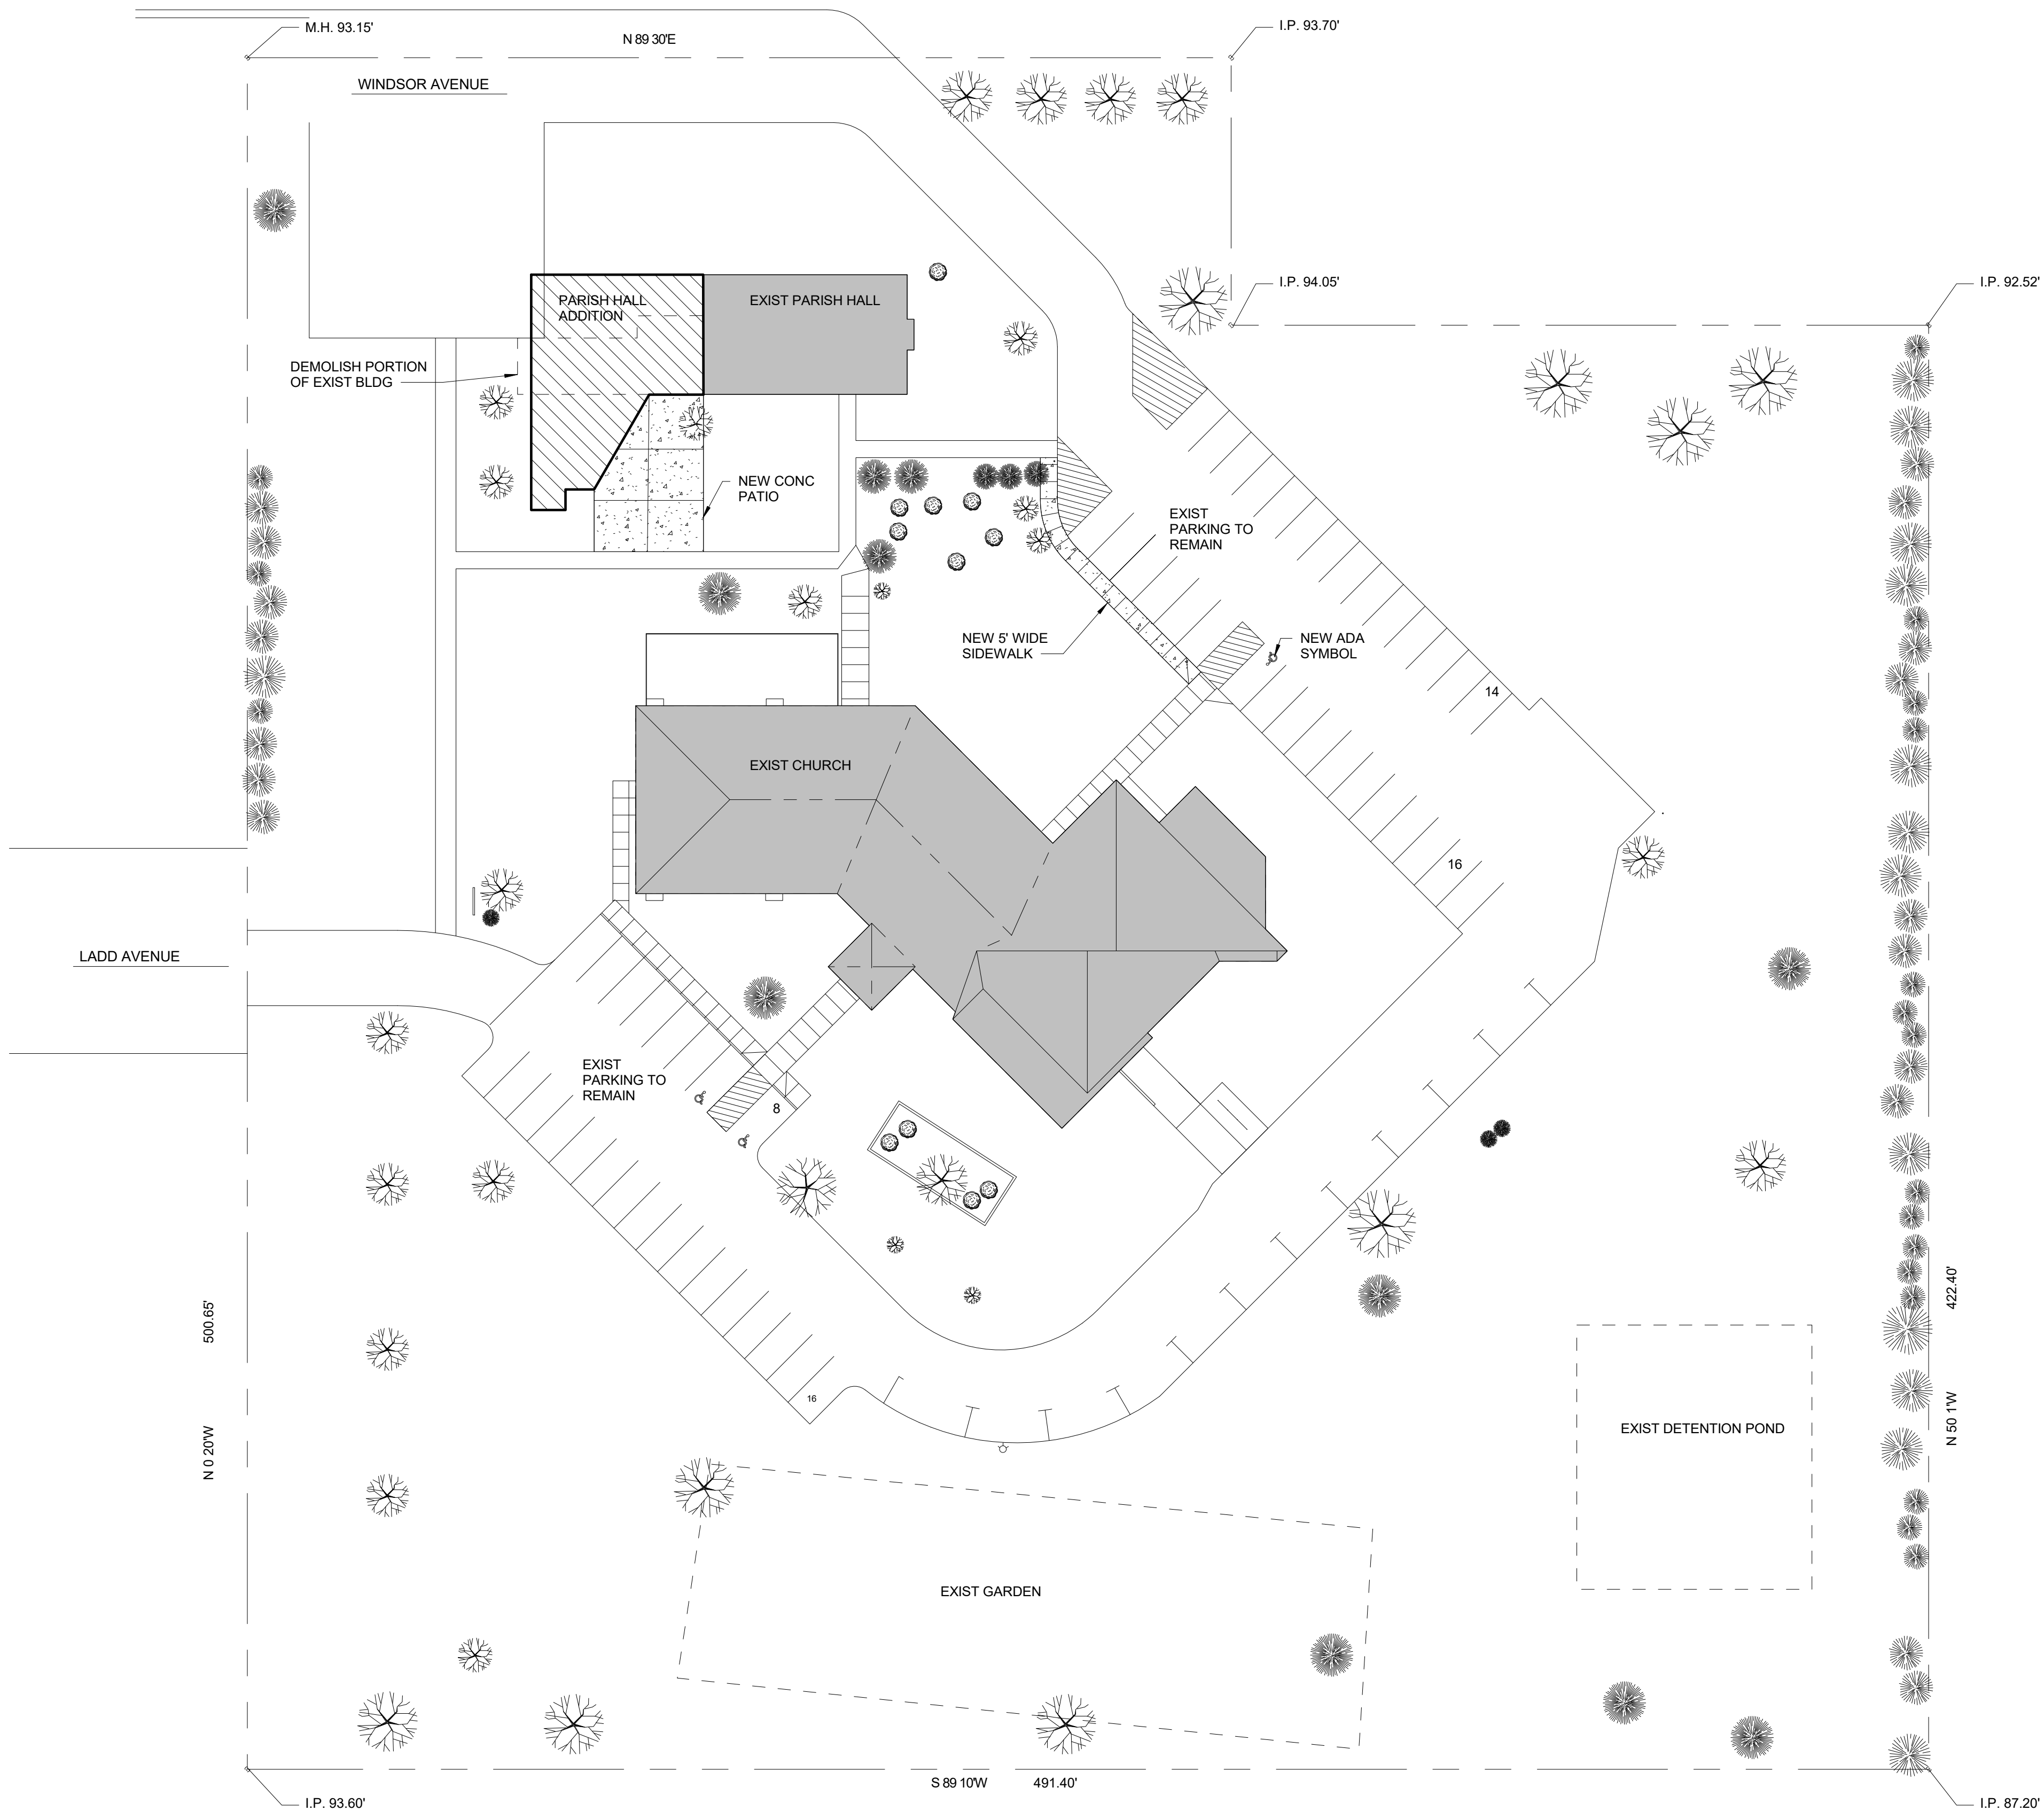 M.H. 93.15'
N 89 30'E
I.P. 93.70'
WINDSOR AVENUE
I.P. 94.05'
I.P. 92.52'
PARISH HALL
ADDITION
EXIST PARISH HALL
DEMOLISH PORTION
OF EXIST BLDG
NEW CONC
PATIO
EXIST
PARKING TO
REMAIN
NEW 5' WIDE
SIDEWALK
NEW ADA
SYMBOL
14
EXIST CHURCH
16
LADD AVENUE
EXIST
PARKING TO
REMAIN
8
500.65'
N 0 20'W
422.40'
N 50 1'W
16
EXIST DETENTION POND
EXIST GARDEN
S 89 10'W 491.40'
I.P. 93.60'
I.P. 87.20'